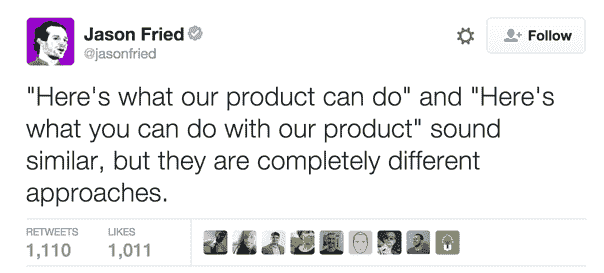 Jason Fried
@jasonfried
Follow
"Here's what our product can do" and "Here's
what you can do with our product" sound
similar, but they are completely different
approaches.
RETWEETS LIKES
1,110 1,011